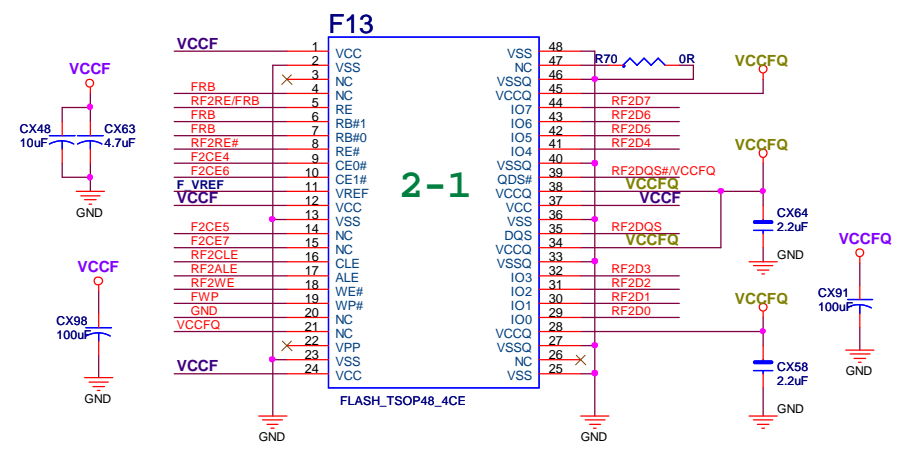 F13
VCCF
1
VCC
VSS
48
2
VSS
NC
47
R70
0R
VCCFQ
3
NC
VSSQ
46
FRB
4
NC
VCCQ
45
RF2RE/FRB
5
RE
IO7
44
RF2D7
FRB
6
RB#1
IO6
43
RF2D6
FRB
7
RB#0
IO5
42
RF2D5
RF2RE#
8
RE#
IO4
41
RF2D4
F2CE4
9
CE0#
VSSQ
40
VCCFQ
F2CE6
10
CE1#
QDS#
39
RF2DQS#/VCCFQ
F_VREF
11
VREF
VCCQ
38
VCCFQ
VCCF
12
VCC
VCC
37
VCCF
13
VSS
VSS
36
F2CE5
14
NC
DQS
35
RF2DQS
F2CE7
15
NC
VCCQ
34
VCCFQ
RF2CLE
16
CLE
VSSQ
33
RF2ALE
17
ALE
IO3
32
RF2D3
RF2WE
18
WE#
IO2
31
RF2D2
FWP
19
WP#
IO1
30
RF2D1
GND
20
NC
IO0
29
RF2D0
VCCFQ
21
NC
VCCQ
28
22
VPP
VSSQ
27
23
VSS
NC
26
VCCF
24
VCC
VSS
25
2-1
FLASH_TSOP48_4CE
GND
GND
VCCF
CX48
10uF
CX63
4.7uF
GND
VCCF
CX98
100uF
GND
CX64
2.2uF
GND
VCCFQ
CX91
100uF
GND
VCCFQ
CX58
2.2uF
GND